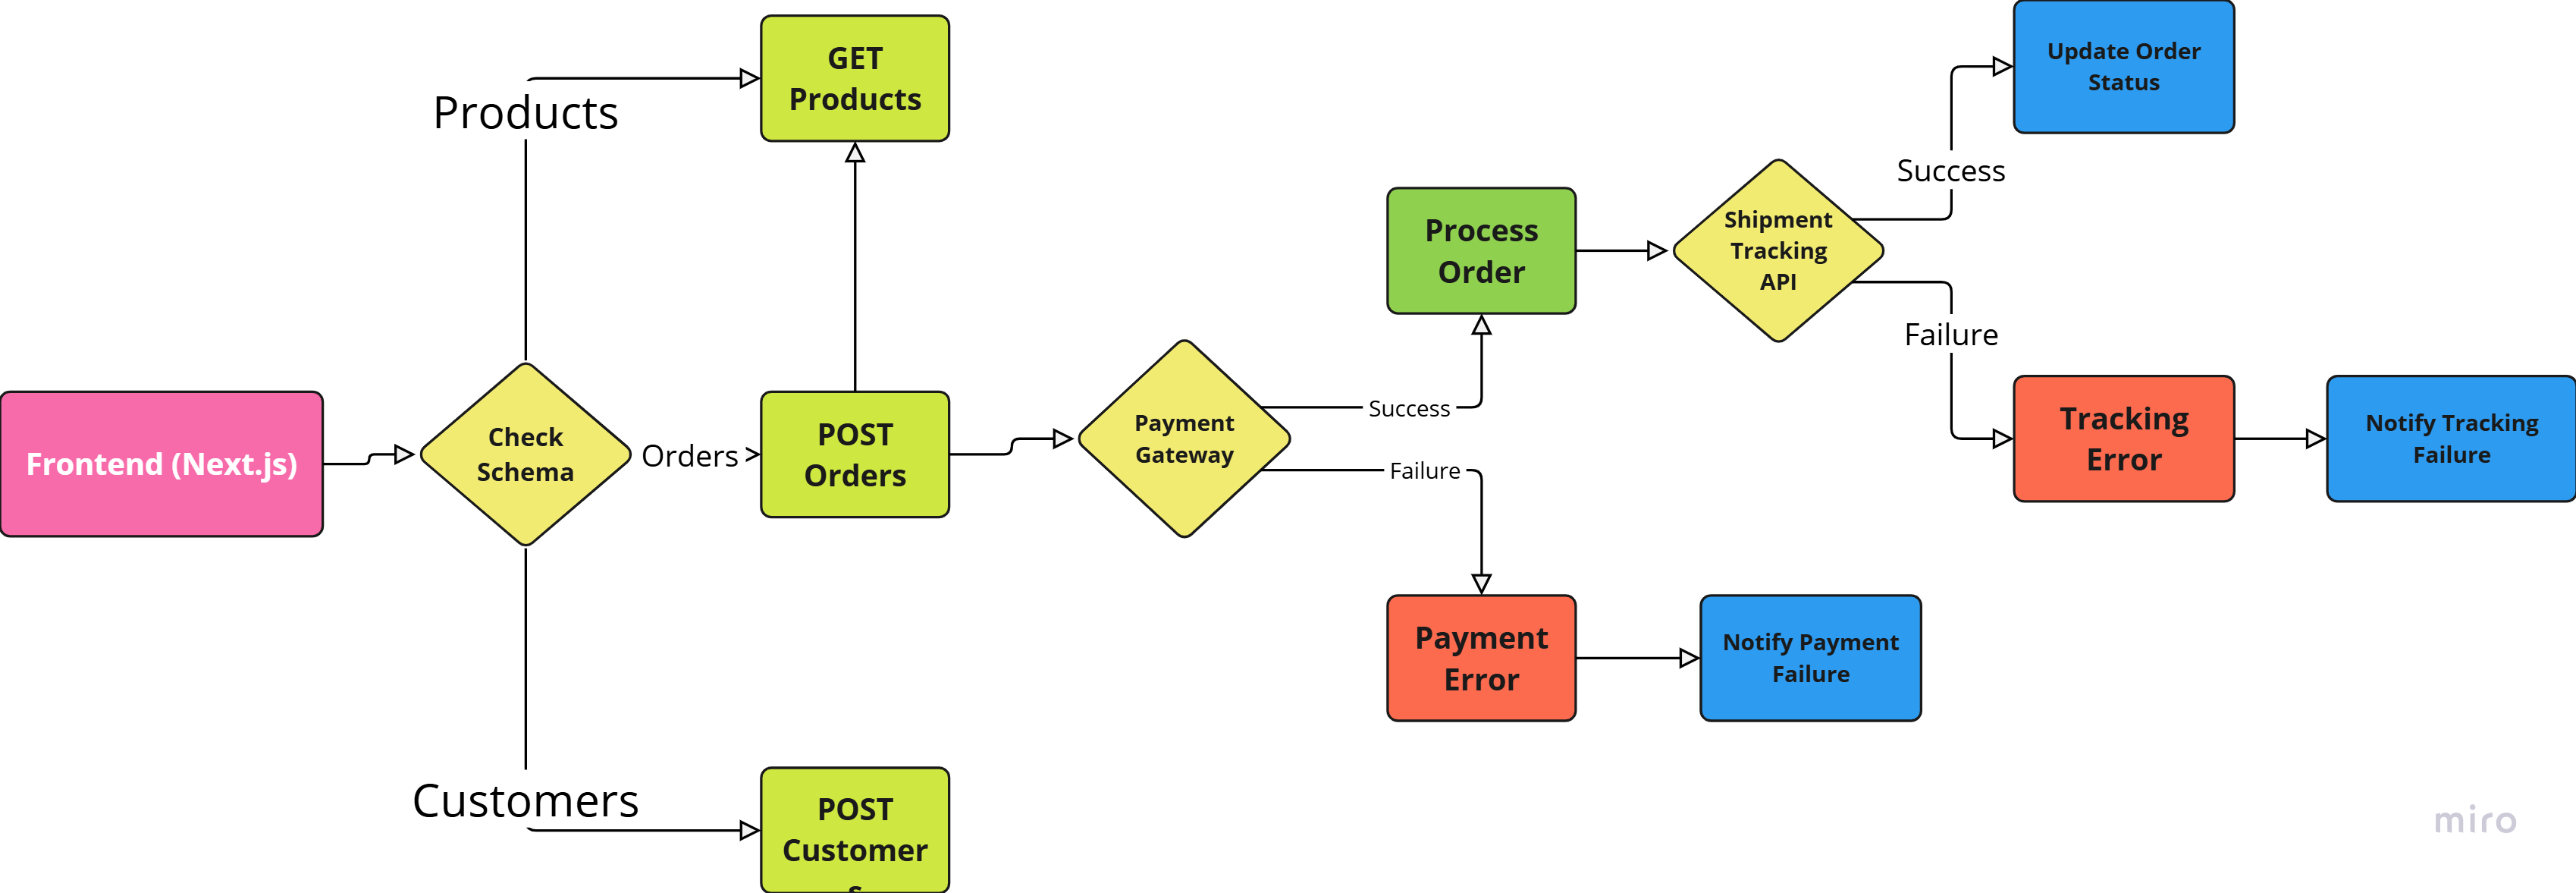 GET
Products
Products
Update Order
Status
Success
Shipment
Tracking
API
Process
Order
Failure
Frontend (Next.js)
Check
Schema
Orders
POST
Orders
Payment
Gateway
Success
Failure
Tracking
Error
Notify Tracking
Failure
Payment
Error
Notify Payment
Failure
Customers
POST
Customer
s
miro